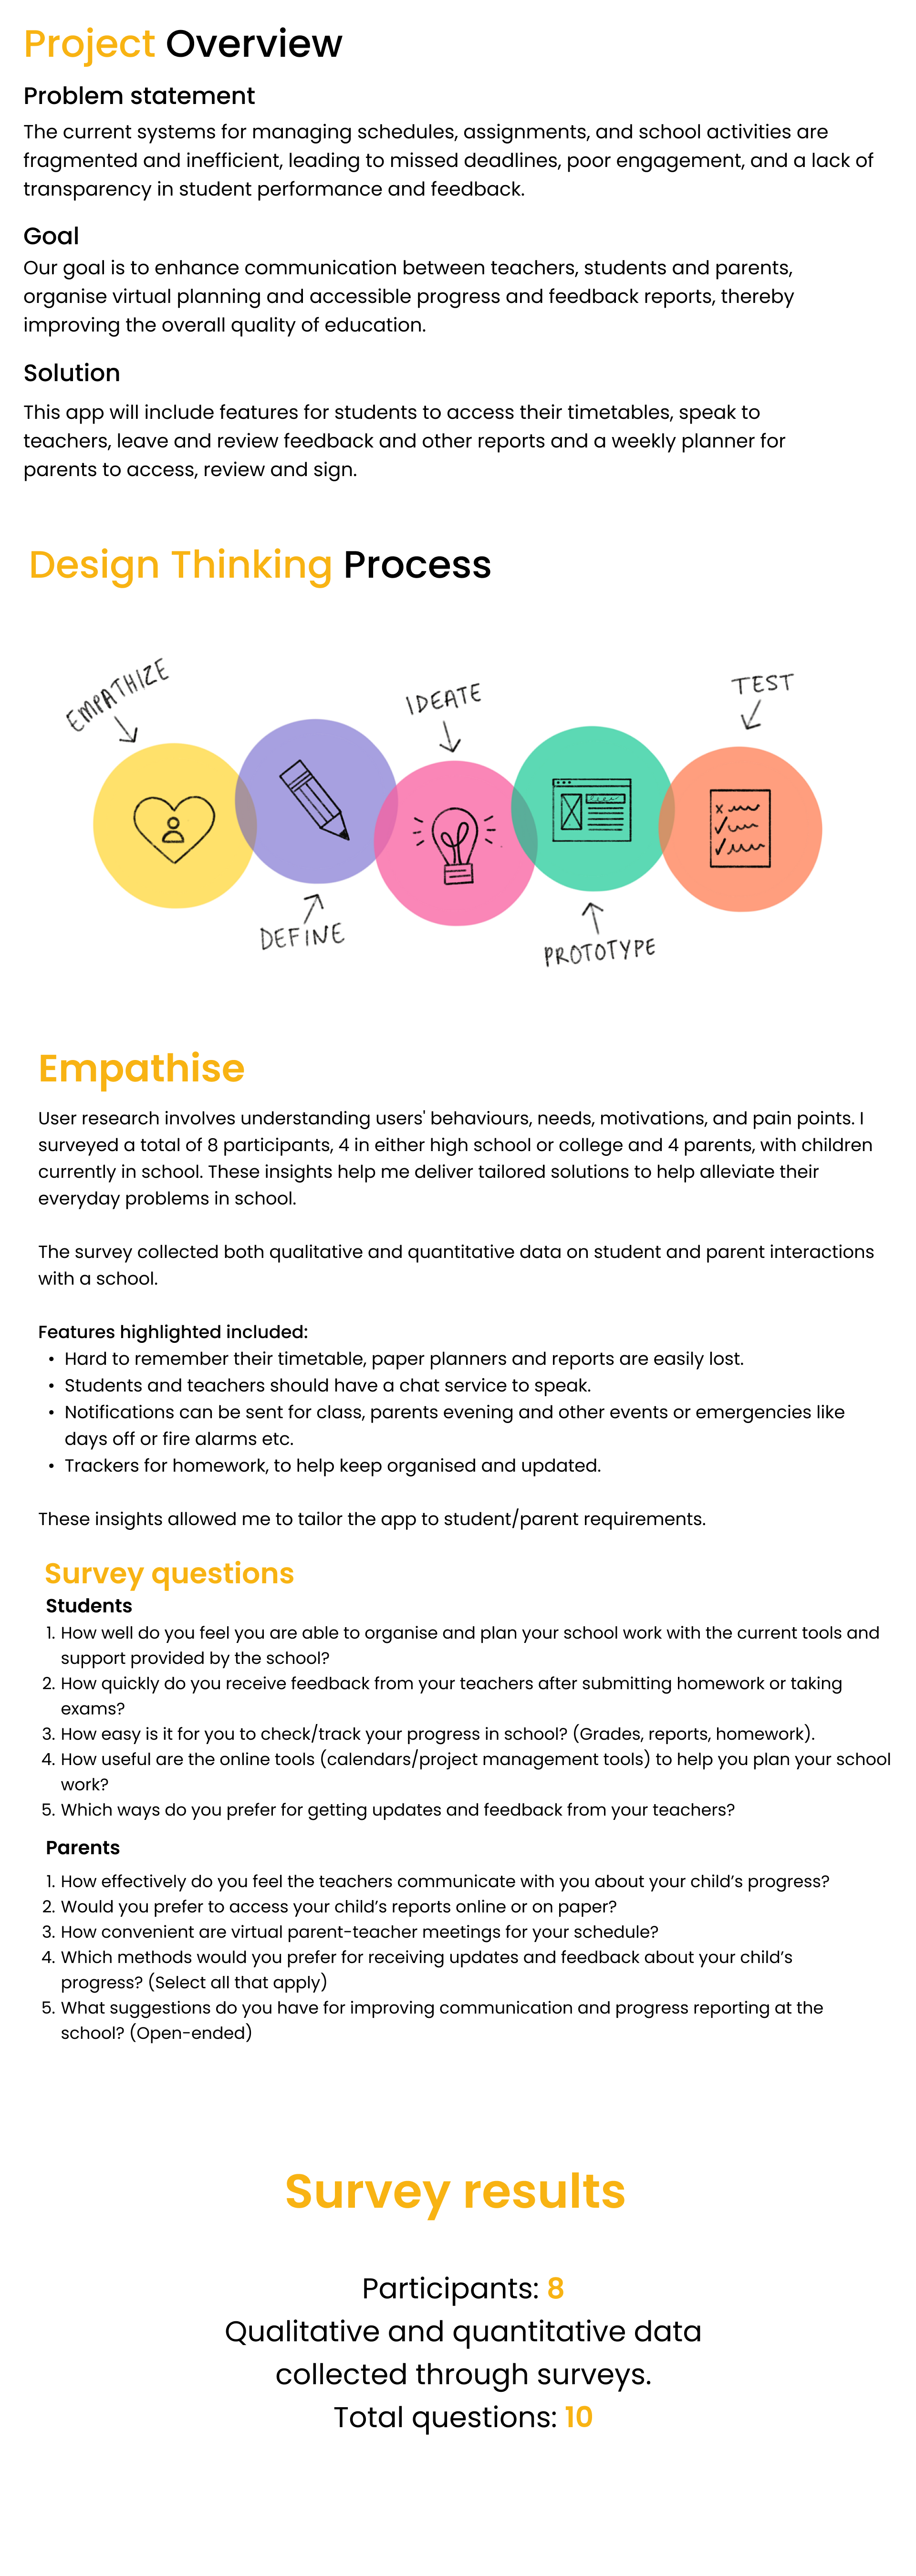 Project Overview
Problem statement
The current systems for managing schedules, assignments, and school activities are
fragmented and inefficient, leading to missed deadlines, poor engagement, and a lack of
transparency in student performance and feedback.
Goal
Our goal is to enhance communication between teachers, students and parents,
organise virtual planning and accessible progress and feedback reports, thereby
improving the overall quality of education.
Solution
This app will include features for students to access their timetables, speak to
teachers, leave and review feedback and other reports and a weekly planner for
parents to access, review and sign.
Design Thinking Process
EMPATHIZE
DEFINE
IDEATE
PROTOTYPE
TEST
Empathise
User research involves understanding users' behaviours, needs, motivations, and pain points. I
surveyed a total of 8 participants, 4 in either high school or college and 4 parents, with children
currently in school. These insights help me deliver tailored solutions to help alleviate their
everyday problems in school.
The survey collected both qualitative and quantitative data on student and parent interactions
with a school.
Features highlighted included:
• Hard to remember their timetable, paper planners and reports are easily lost.
• Students and teachers should have a chat service to speak.
• Notifications can be sent for class, parents evening and other events or emergencies like
days off or fire alarms etc.
• Trackers for homework, to help keep organised and updated.
These insights allowed me to tailor the app to student/parent requirements.
Survey questions
Students
1. How well do you feel you are able to organise and plan your school work with the current tools and
support provided by the school?
2. How quickly do you receive feedback from your teachers after submitting homework or taking
exams?
3. How easy is it for you to check/track your progress in school? (Grades, reports, homework).
4. How useful are the online tools (calendars/project management tools) to help you plan your school
work?
5. Which ways do you prefer for getting updates and feedback from your teachers?
Parents
1. How effectively do you feel the teachers communicate with you about your child's progress?
2. Would you prefer to access your child's reports online or on paper?
3. How convenient are virtual parent-teacher meetings for your schedule?
4. Which methods would you prefer for receiving updates and feedback about your child's
progress? (Select all that apply)
5. What suggestions do you have for improving communication and progress reporting at the
school? (Open-ended)
Survey results
Participants: 8
Qualitative and quantitative data
collected through surveys.
Total questions: 10